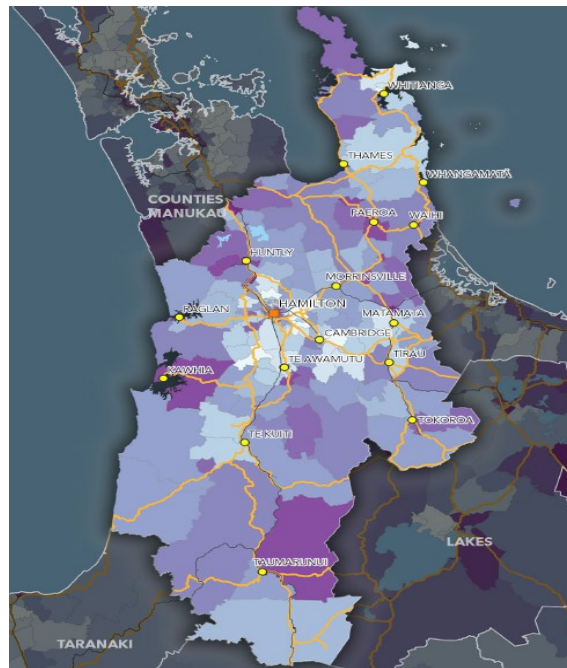 WHITIANGA
THAMES
WHANGAMATĀ
COUNTIES
MANUKAU
PAEROA
WAIHI
HUNTLY
MORRINSVILLE
RAGLAN
HAMILTON
MATAMATA
CAMBRIDGE
TIRAU
TE AWAMUTU
KAWHIA
TOKOROA
TE KUITI
LAKES
TAUMARUNUI
TARANAKI